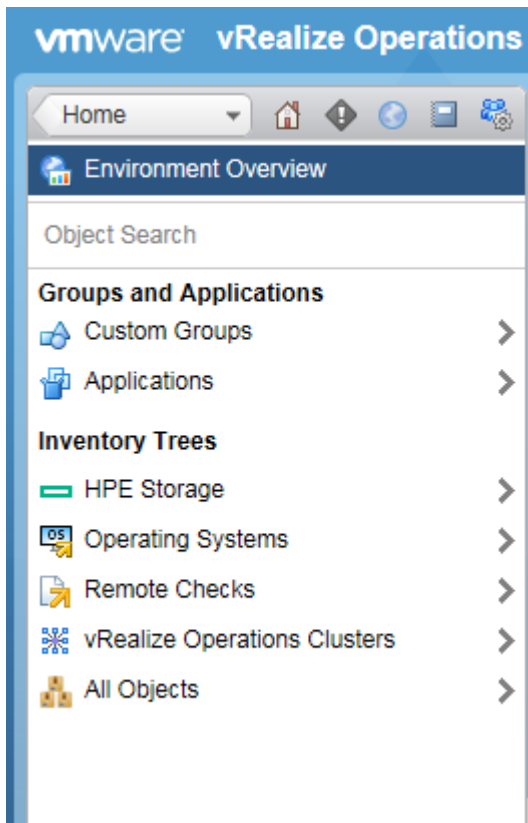 vmware vRealize Operations
Home
Environment Overview
Object Search
Groups and Applications
Custom Groups
Applications
Inventory Trees
HPE Storage
OS Operating Systems
Remote Checks
vRealize Operations Clusters
All Objects